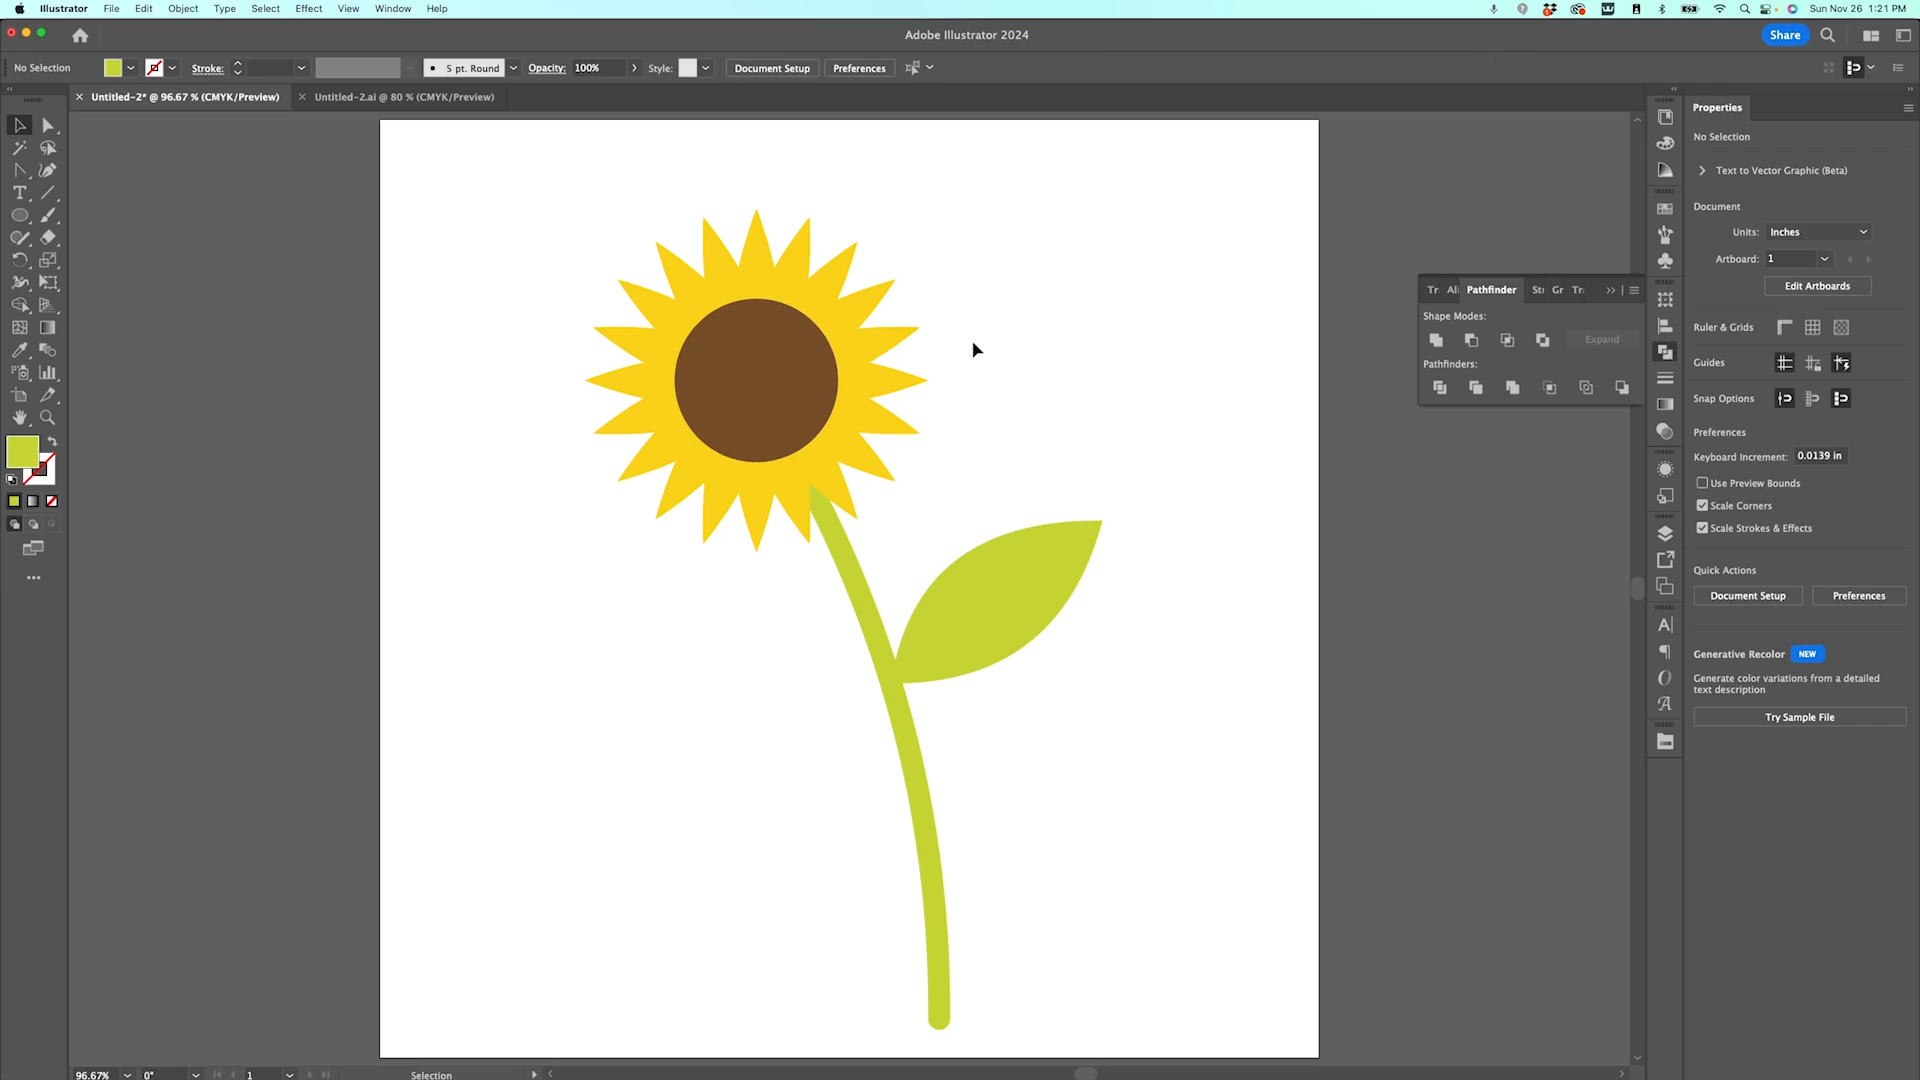 Illustrator File Edit Object Type Select Effect View Window Help
Sun Nov 26 1:21 PM
Adobe Illustrator 2024
Share
No Selection
Stroke:
5 pt. Round
Opacity: 100%
Style:
Document Setup
Preferences
Untitled-2* @ 96.67 % (CMYK/Preview)
Untitled-2.ai @ 80 % (CMYK/Preview)
Properties
No Selection
Text to Vector Graphic (Beta)
Document
Units: Inches
Artboard: 1
Edit Artboards
Ruler & Grids
Guides
Snap Options
Preferences
Keyboard Increment: 0.0139 in
Use Preview Bounds
Scale Corners
Scale Strokes & Effects
Quick Actions
Document Setup
Preferences
Generative Recolor NEW
Generate color variations from a detailed
text description
Try Sample File
Tr Ali Pathfinder Str Gr Tr
Shape Modes:
Expand
Pathfinders:
96.67%
0°
1
Selection